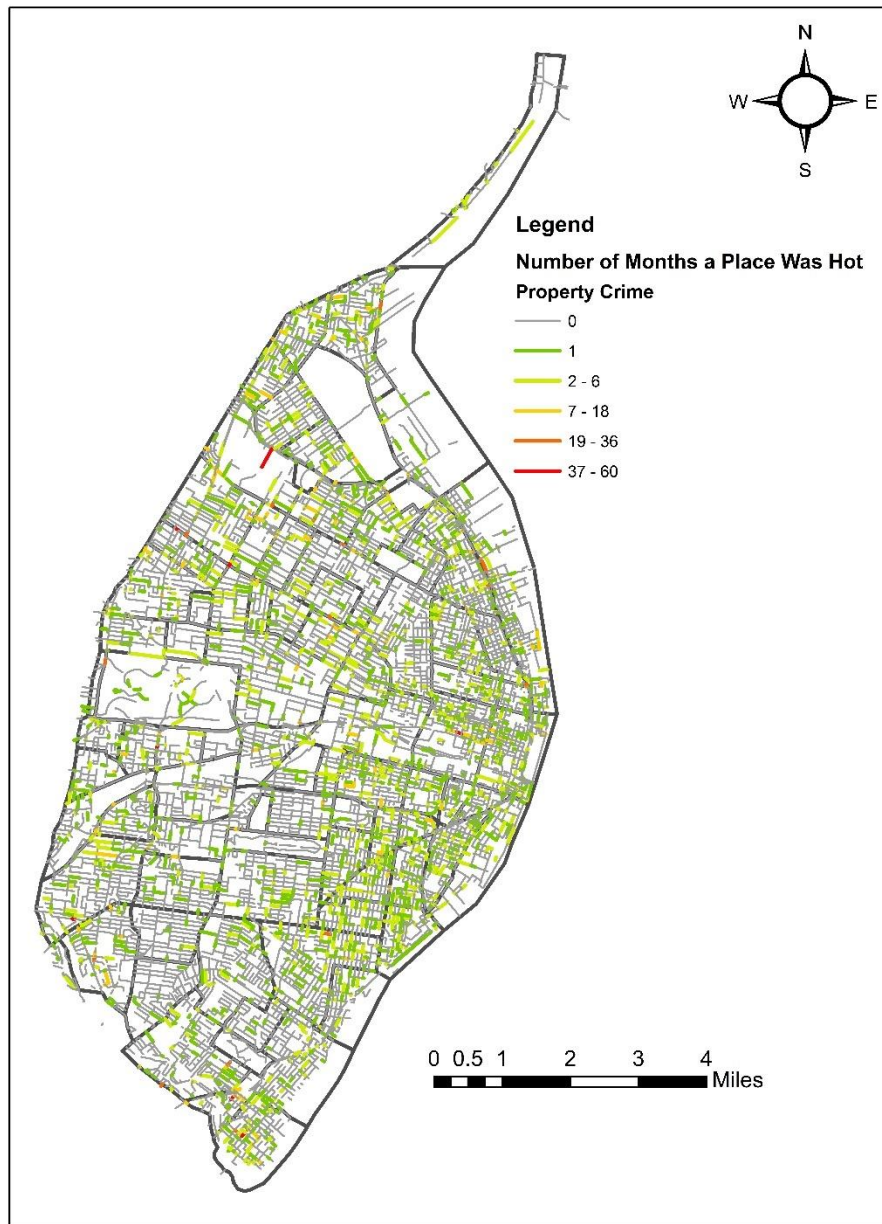 N
W E
S
Legend
Number of Months a Place Was Hot
Property Crime
0
1
2 - 6
7 - 18
19 - 36
37 - 60
0 0.5 1 2 3 4
Miles